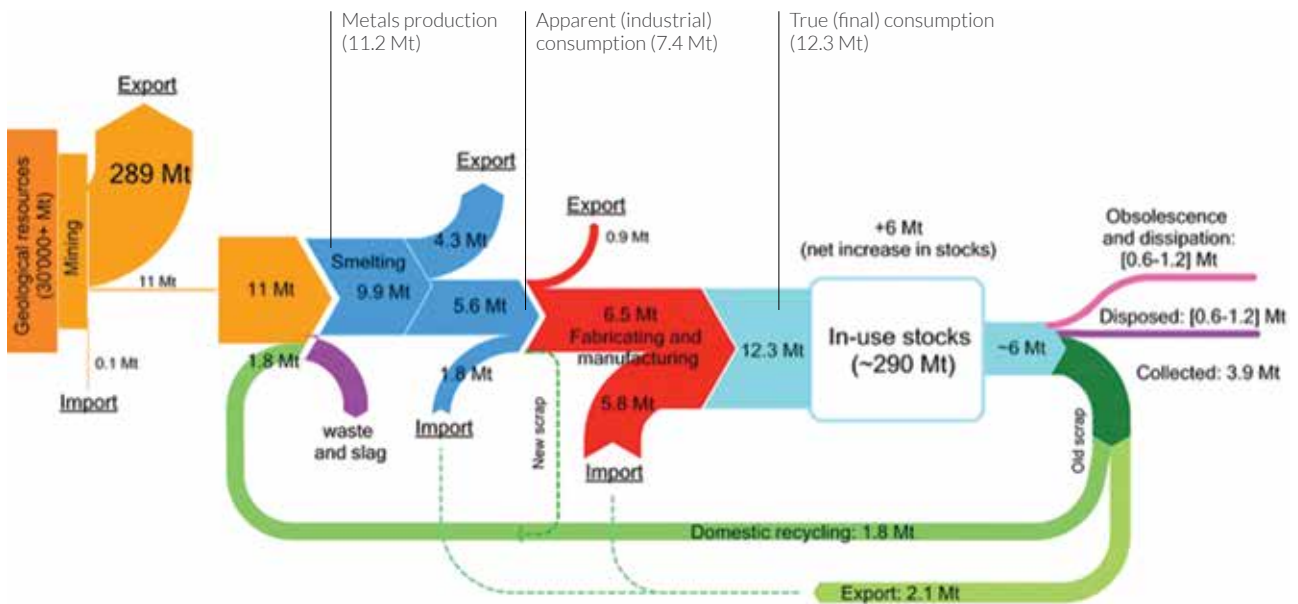 Metals production
(11.2 Mt)
Apparent (industrial)
consumption (7.4 Mt)
True (final) consumption
(12.3 Mt)
Export
289 Mt
Geological resources
(30'000+ Mt)
Mining
11 Mt
0.1 Mt
Import
11 Mt
1.8 Mt
waste
and slag
Smelting
9.9 Mt
Export
4.3 Mt
5.6 Mt
1.8 Mt
Import
New scrap
Export
0.9 Mt
6.5 Mt
Fabricating and
manufacturing
5.8 Mt
Import
12.3 Mt
+6 Mt
(net increase in stocks)
In-use stocks
(~290 Mt)
~6 Mt
Obsolescence
and dissipation:
[0.6-1.2] Mt
Disposed: [0.6-1.2] Mt
Collected: 3.9 Mt
Old scrap
Domestic recycling: 1.8 Mt
Export: 2.1 Mt